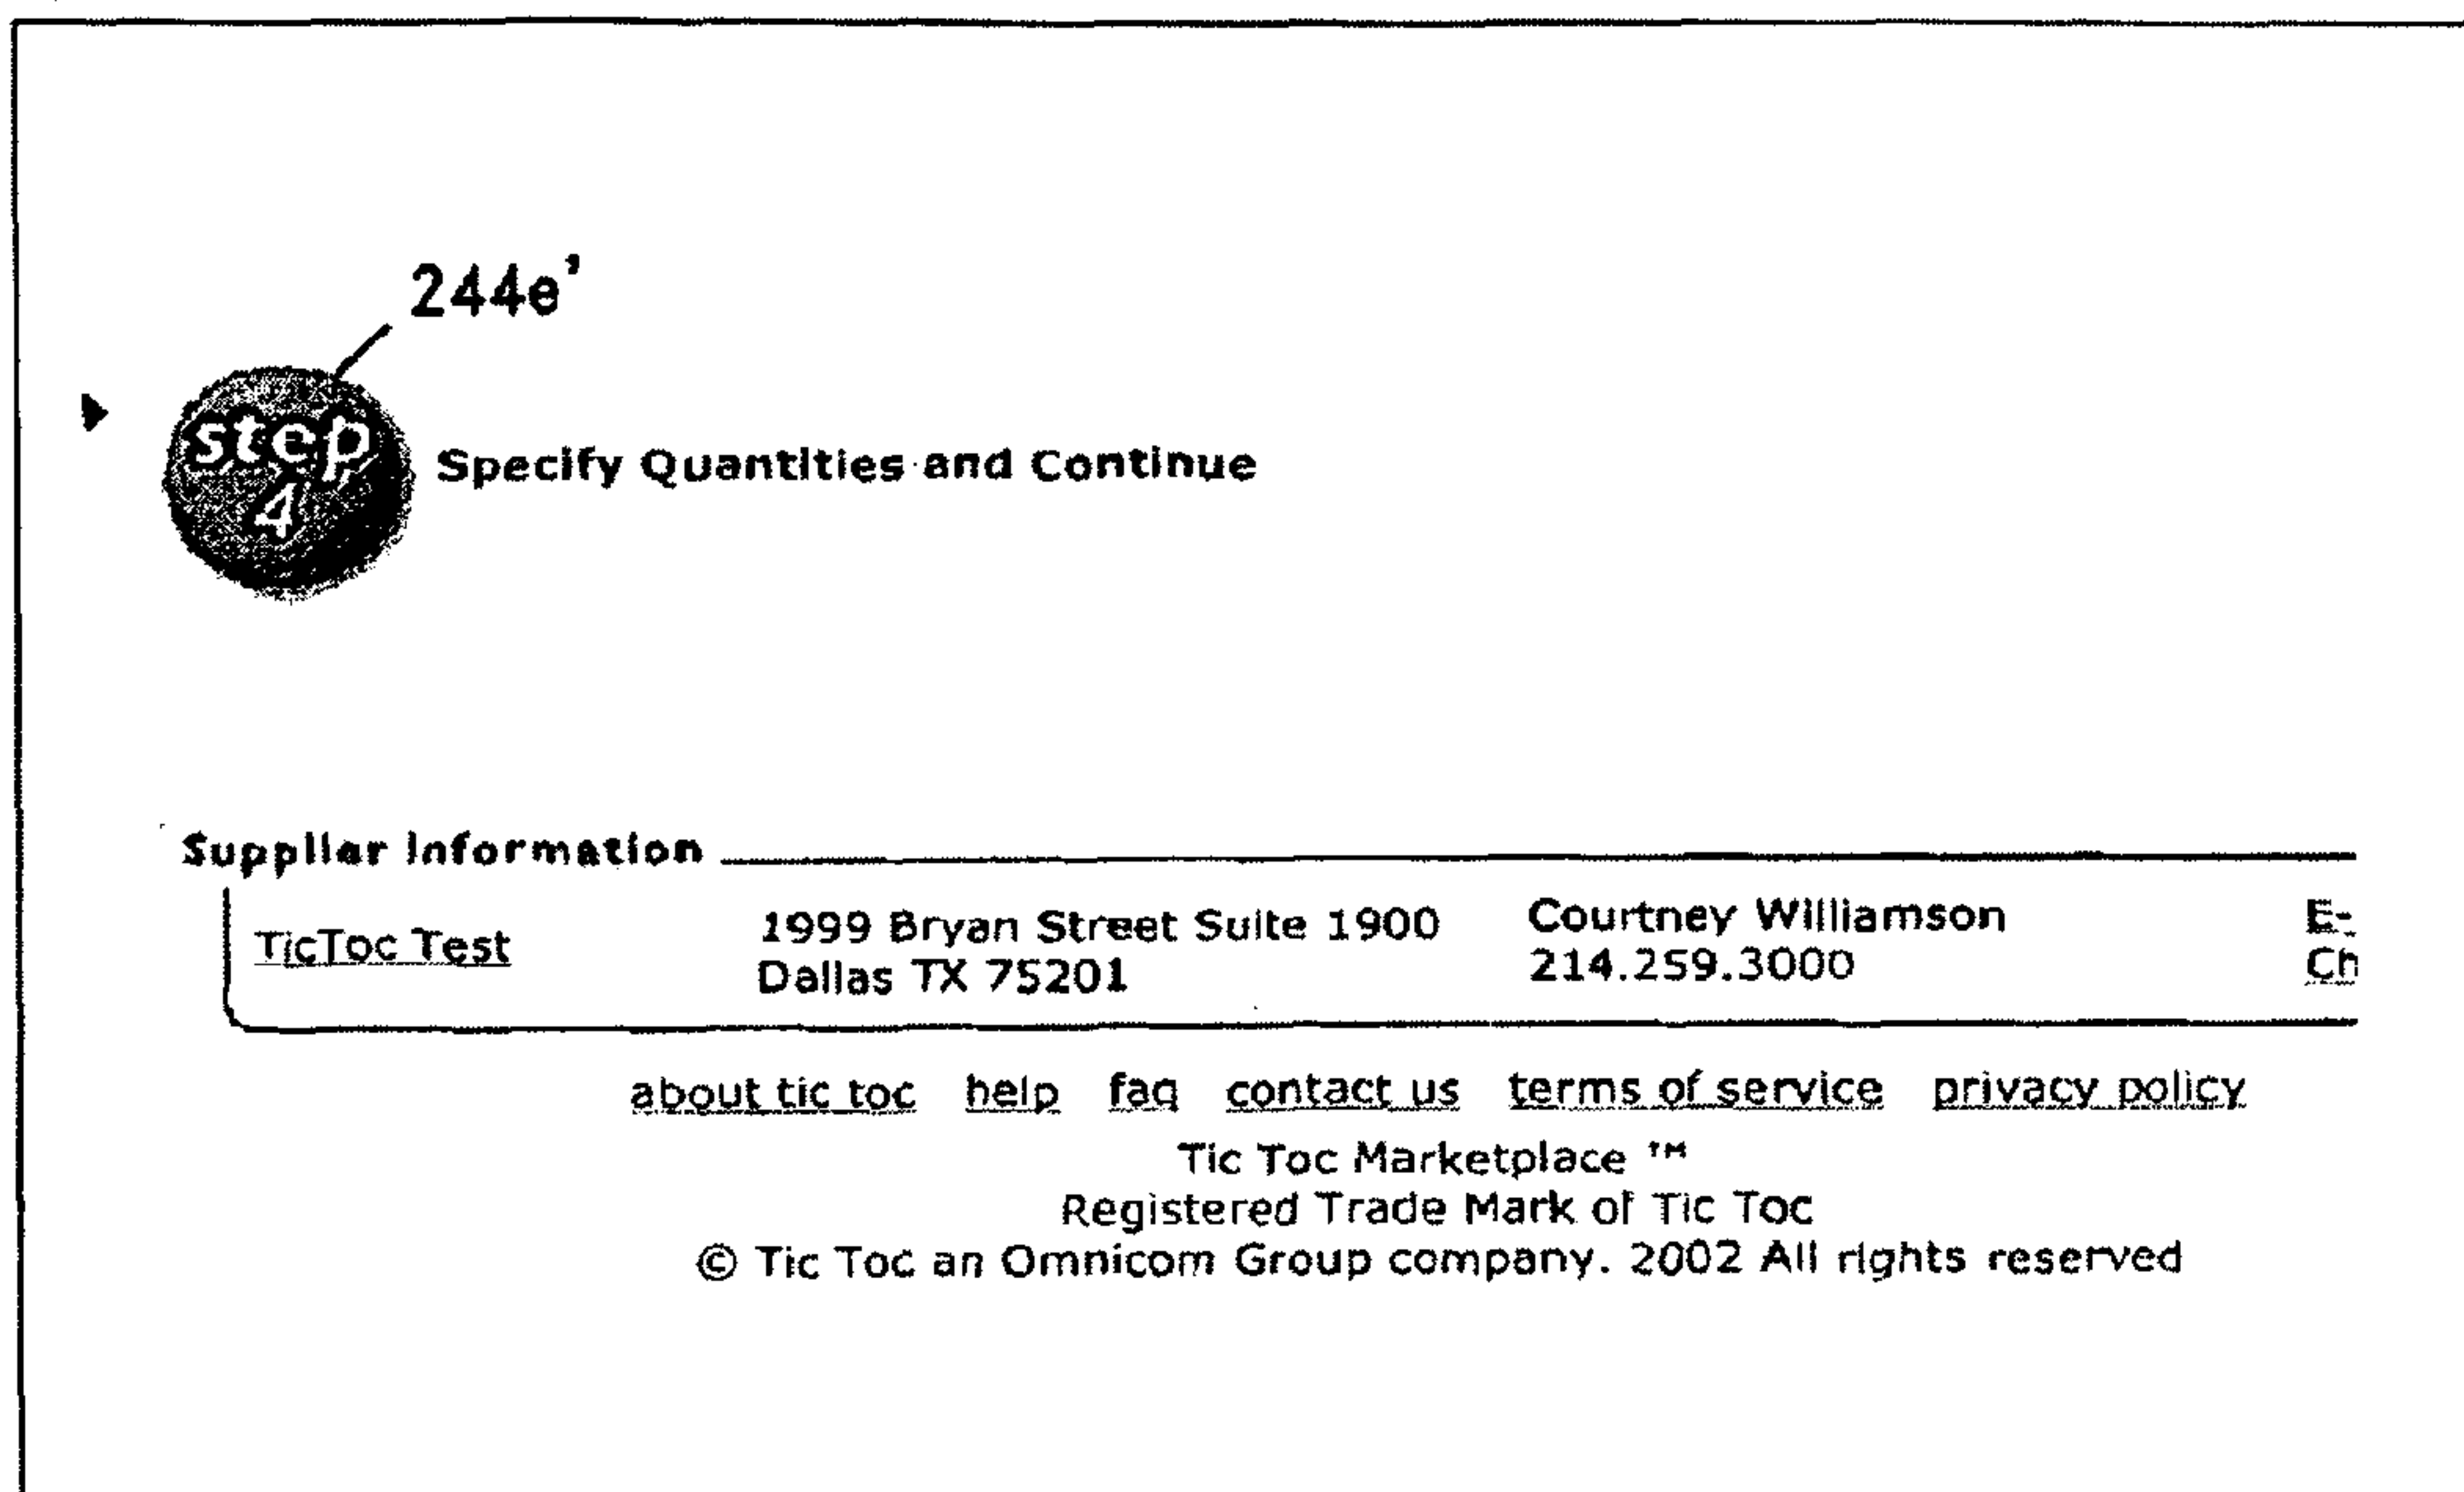 244e'
step
4
Specify Quantities and Continue
Supplier Information
TicToc Test
1999 Bryan Street Suite 1900
Dallas TX 75201
Courtney Williamson
214.259.3000
E-
Ch
about tic toc help faq contact us terms of service privacy policy
Tic Toc Marketplace ™
Registered Trade Mark of Tic Toc
© Tic Toc an Omnicom Group company. 2002 All rights reserved